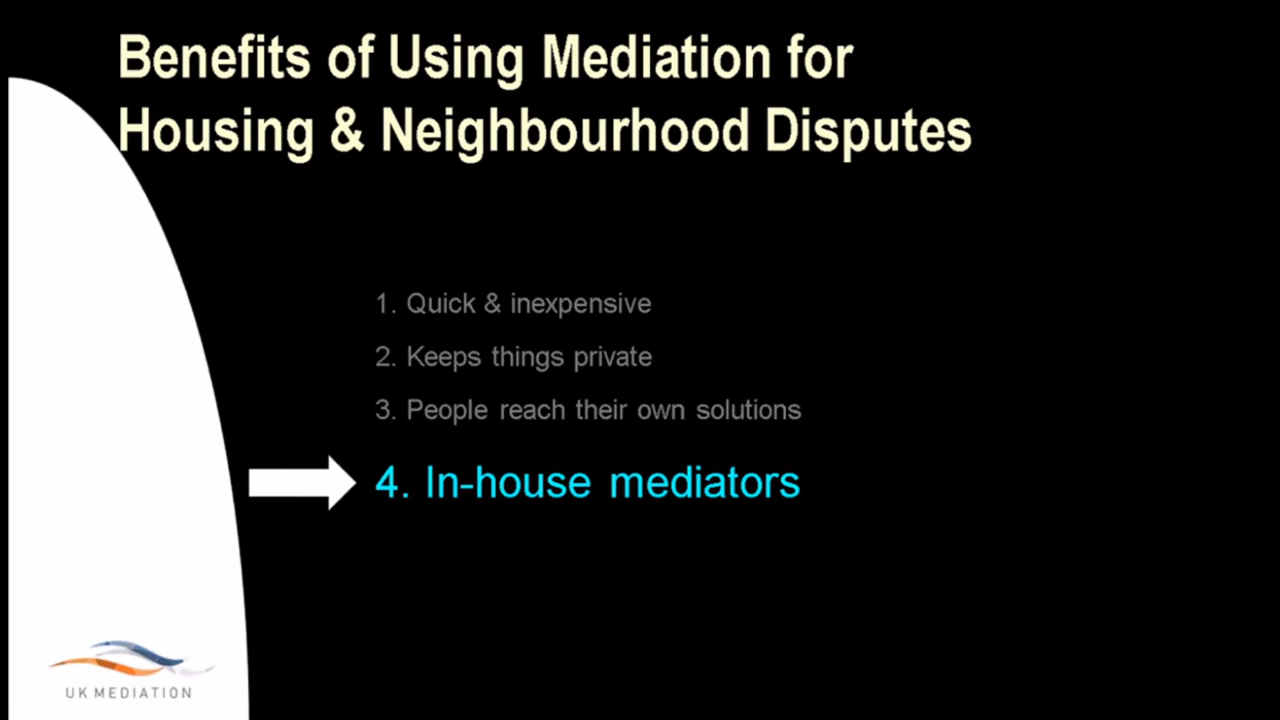 Benefits of Using Mediation for
Housing & Neighbourhood Disputes
1. Quick & inexpensive
2. Keeps things private
3. People reach their own solutions
4. In-house mediators
UK MEDIATION